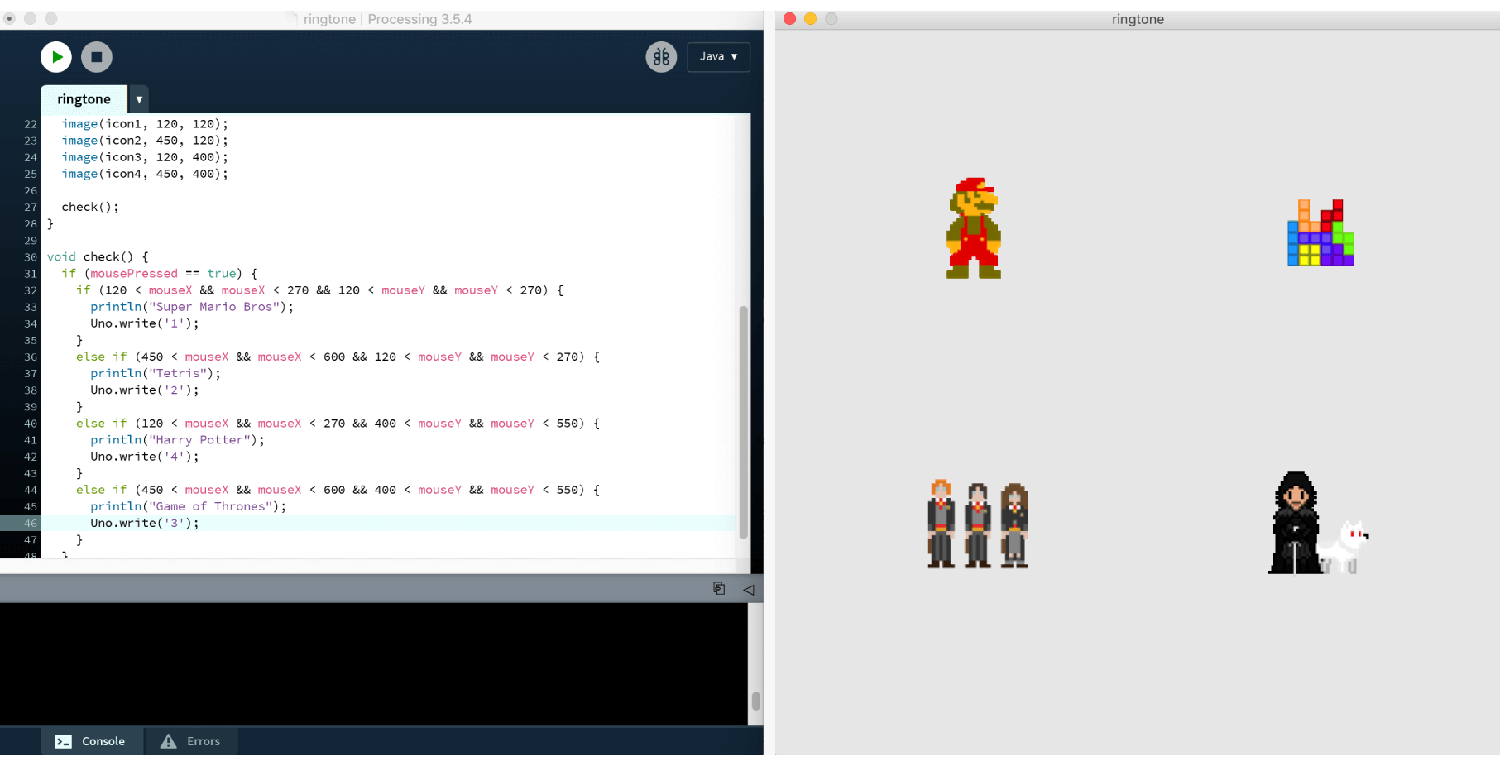 ringtone | Processing 3.5.4
Java ▼
ringtone ▼
22 image(icon1, 120, 120);
23 image(icon2, 450, 120);
24 image(icon3, 120, 400);
25 image(icon4, 450, 400);
26
27 check();
28 }
29
30 void check() {
31 if (mousePressed == true) {
32 if (120 < mouseX && mouseX < 270 && 120 < mouseY && mouseY < 270) {
33 println("Super Mario Bros");
34 Uno.write('1');
35 }
36 else if (450 < mouseX && mouseX < 600 && 120 < mouseY && mouseY < 270) {
37 println("Tetris");
38 Uno.write('2');
39 }
40 else if (120 < mouseX && mouseX < 270 && 400 < mouseY && mouseY < 550) {
41 println("Harry Potter");
42 Uno.write('4');
43 }
44 else if (450 < mouseX && mouseX < 600 && 400 < mouseY && mouseY < 550) {
45 println("Game of Thrones");
46 Uno.write('3');
47 }
48 }
Console
Errors
ringtone